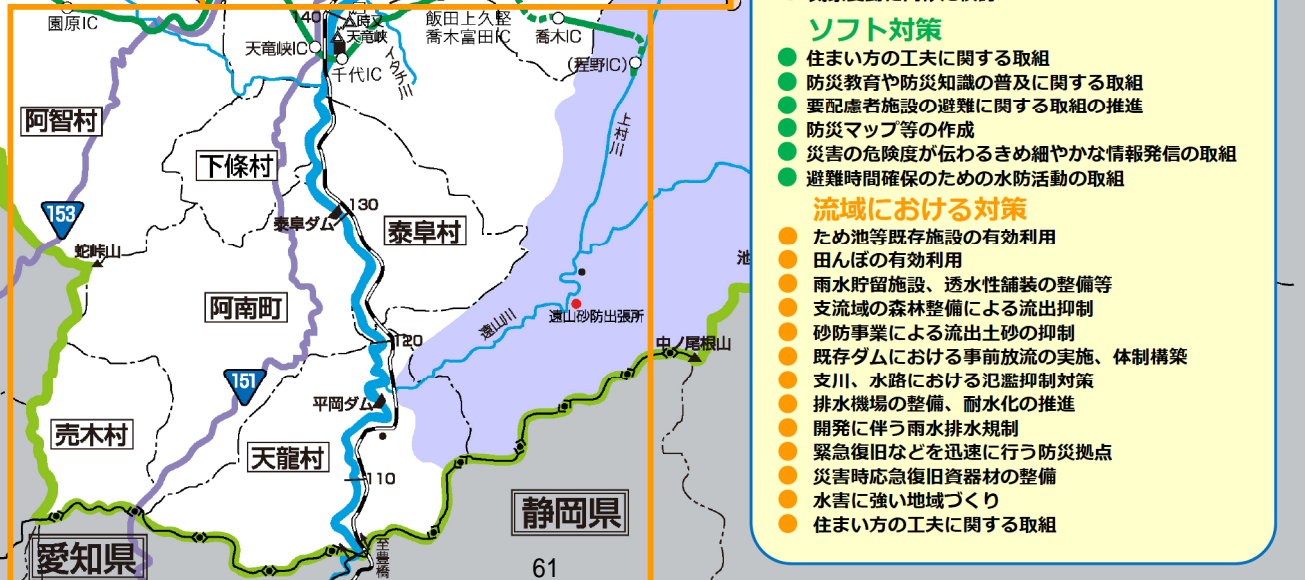 140
時又
天竜峡
飯田上久堅
喬木富田IC
喬木IC
園原IC
天竜峡IC
千代IC
イタチ川
(程野IC)
阿智村
上村川
下條村
153
130
泰阜ダム
泰阜村
蛇峠山
池
阿南町
遠山川
遠山砂防出張所
120
中ノ尾根山
151
平岡ダム
売木村
天龍村
110
静岡県
愛知県
至豊橋
61
ソフト対策
住まい方の工夫に関する取組
防災教育や防災知識の普及に関する取組
要配慮者施設の避難に関する取組の推進
防災マップ等の作成
災害の危険度が伝わるきめ細やかな情報発信の取組
避難時間確保のための水防活動の取組
流域における対策
ため池等既存施設の有効利用
田んぼの有効利用
雨水貯留施設、透水性舗装の整備等
支流域の森林整備による流出抑制
砂防事業による流出土砂の抑制
既存ダムにおける事前放流の実施、体制構築
支川、水路における氾濫抑制対策
排水機場の整備、耐水化の推進
開発に伴う雨水排水規制
緊急復旧などを迅速に行う防災拠点
災害時応急復旧資器材の整備
水害に強い地域づくり
住まい方の工夫に関する取組